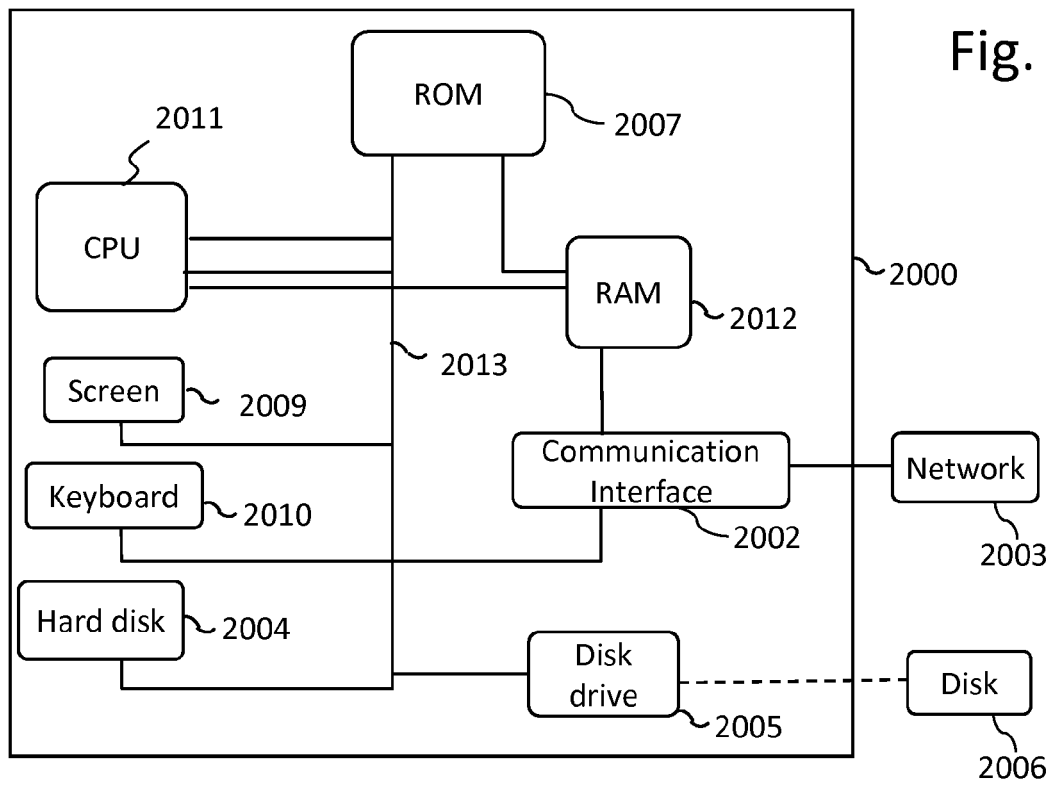 Fig.
ROM
2007
2011
CPU
RAM
2000
2012
2013
Screen
2009
Communication
Interface
Network
Keyboard
2010
2002
2003
Hard disk
2004
Disk
drive
Disk
2005
2006